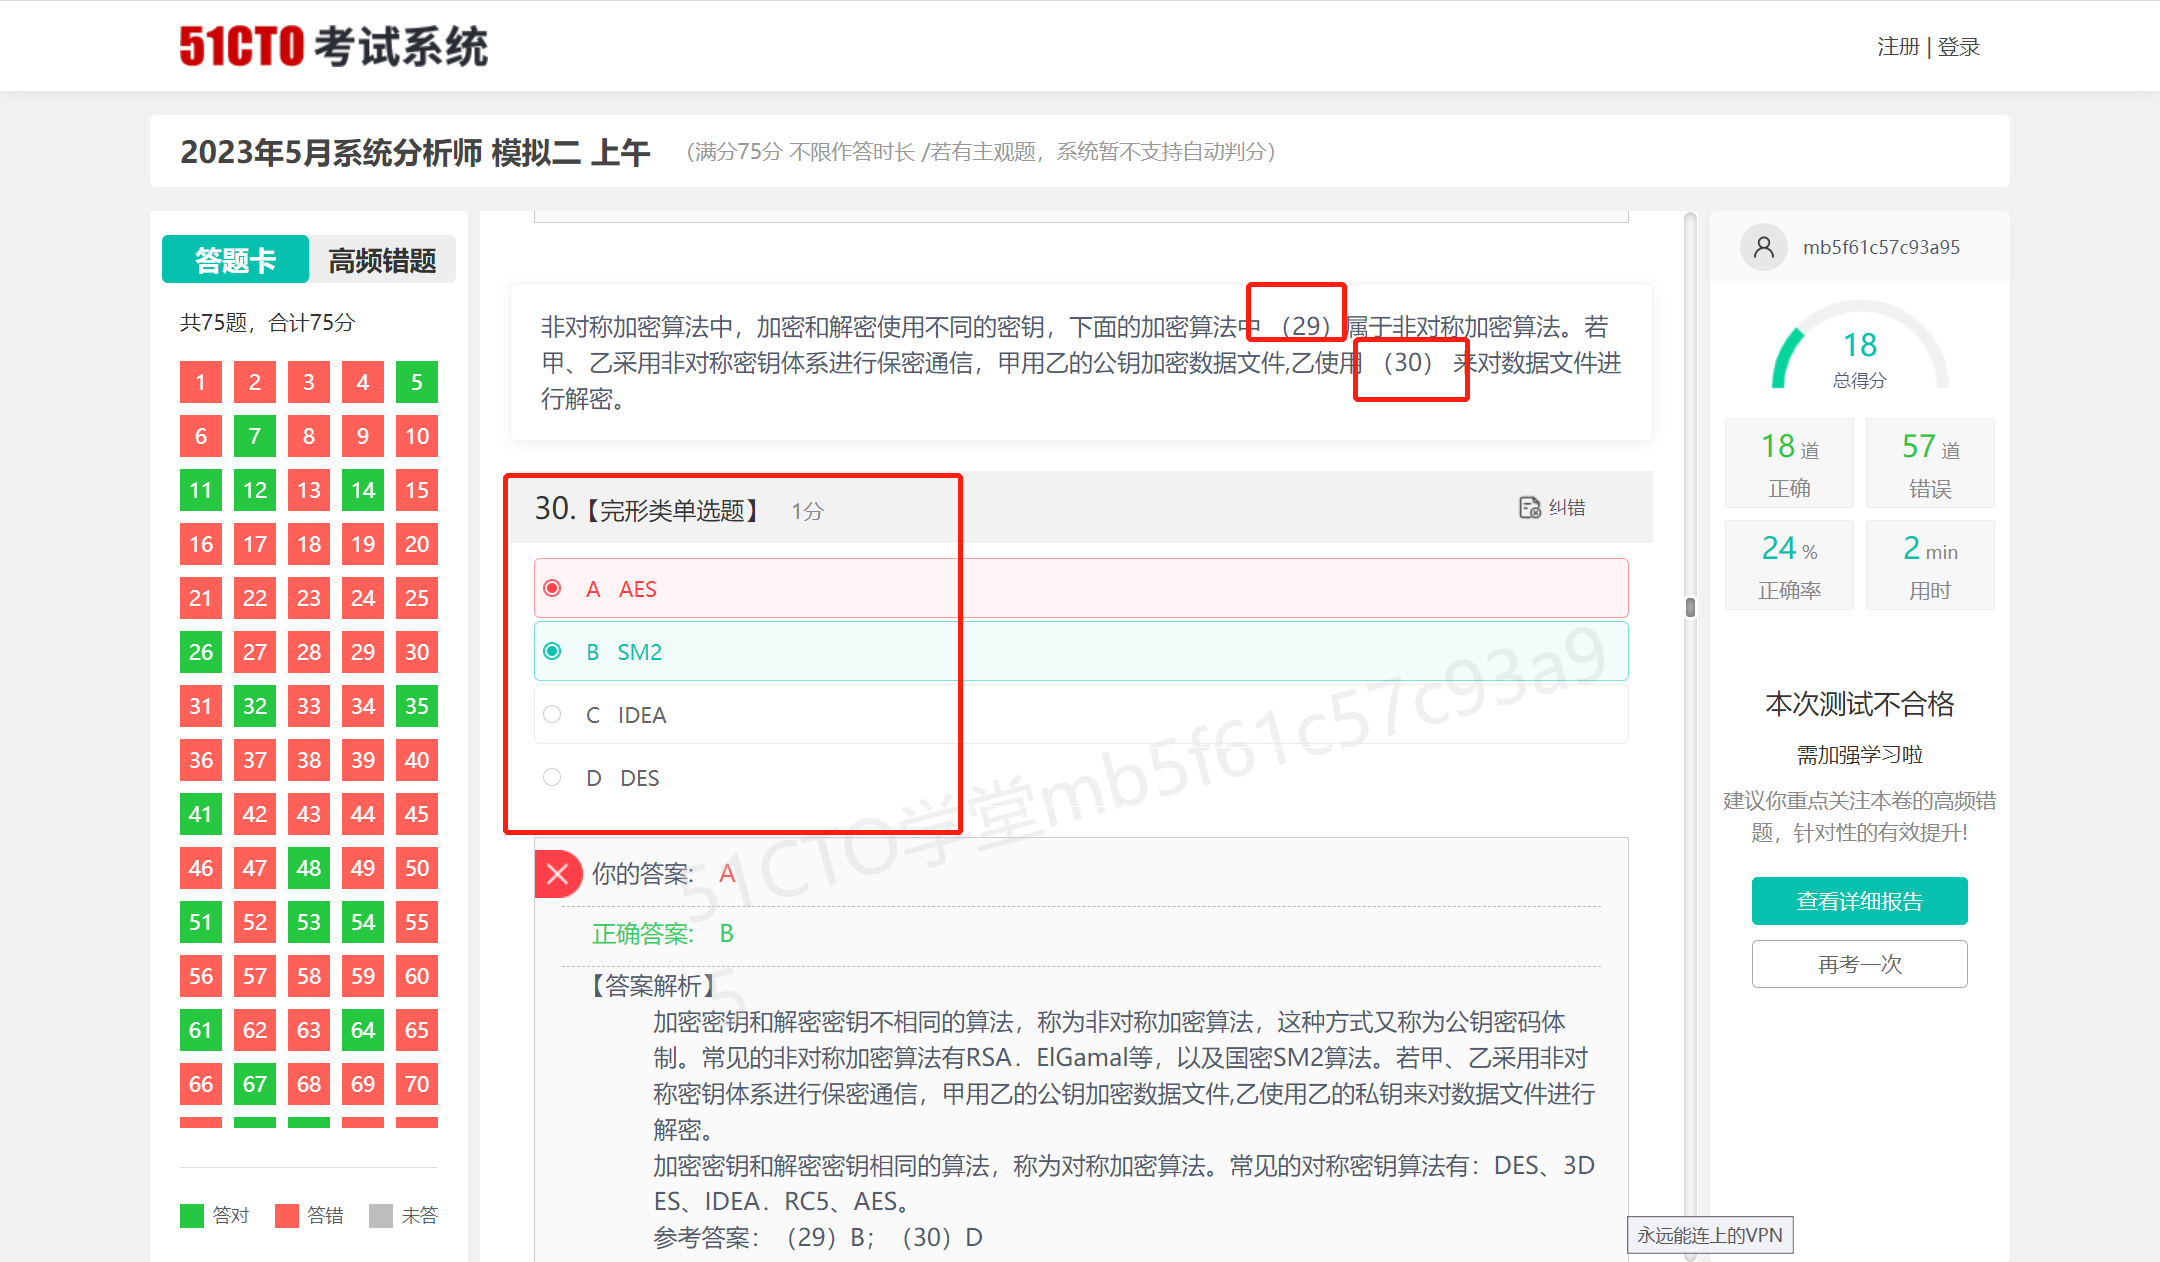 51CTO 考试系统
注册 | 登录
2023年5月系统分析师 模拟二 上午 （满分75分 不限作答时长 /若有主观题，系统暂不支持自动判分）
答题卡 高频错题
共75题，合计75分
1 2 3 4 5
6 7 8 9 10
11 12 13 14 15
16 17 18 19 20
21 22 23 24 25
26 27 28 29 30
31 32 33 34 35
36 37 38 39 40
41 42 43 44 45
46 47 48 49 50
51 52 53 54 55
56 57 58 59 60
61 62 63 64 65
66 67 68 69 70
答对 答错 未答
非对称加密算法中，加密和解密使用不同的密钥，下面的加密算法中 （29）属于非对称加密算法。若
甲、乙采用非对称密钥体系进行保密通信，甲用乙的公钥加密数据文件,乙使用 （30） 来对数据文件进
行解密。
30.【完形类单选题】 1分
纠错
A AES
B SM2
C IDEA
D DES
你的答案: A
正确答案: B
【答案解析】
加密密钥和解密密钥不相同的算法，称为非对称加密算法，这种方式又称为公钥密码体
制。常见的非对称加密算法有RSA．ElGamal等，以及国密SM2算法。若甲、乙采用非对
称密钥体系进行保密通信，甲用乙的公钥加密数据文件,乙使用乙的私钥来对数据文件进行
解密。
加密密钥和解密密钥相同的算法，称为对称加密算法。常见的对称密钥算法有：DES、3D
ES、IDEA．RC5、AES。
参考答案：（29）B；（30）D
51CTO学堂mb5f61c57c93a9
5
mb5f61c57c93a95
18
总得分
18 道
正确
57 道
错误
24 %
正确率
2 min
用时
本次测试不合格
需加强学习啦
建议你重点关注本卷的高频错
题，针对性的有效提升!
查看详细报告
再考一次
永远能连上的VPN